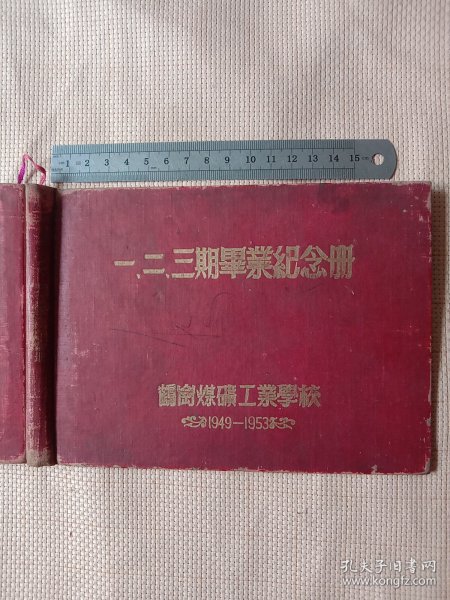 1 2 3 4 5 6 7 8 9 10 11 12 13 14 15
一、二、三期畢業紀念册
鶴崗煤礦工業學校
1949—1953
孔夫子旧书网
www.kongfz.com